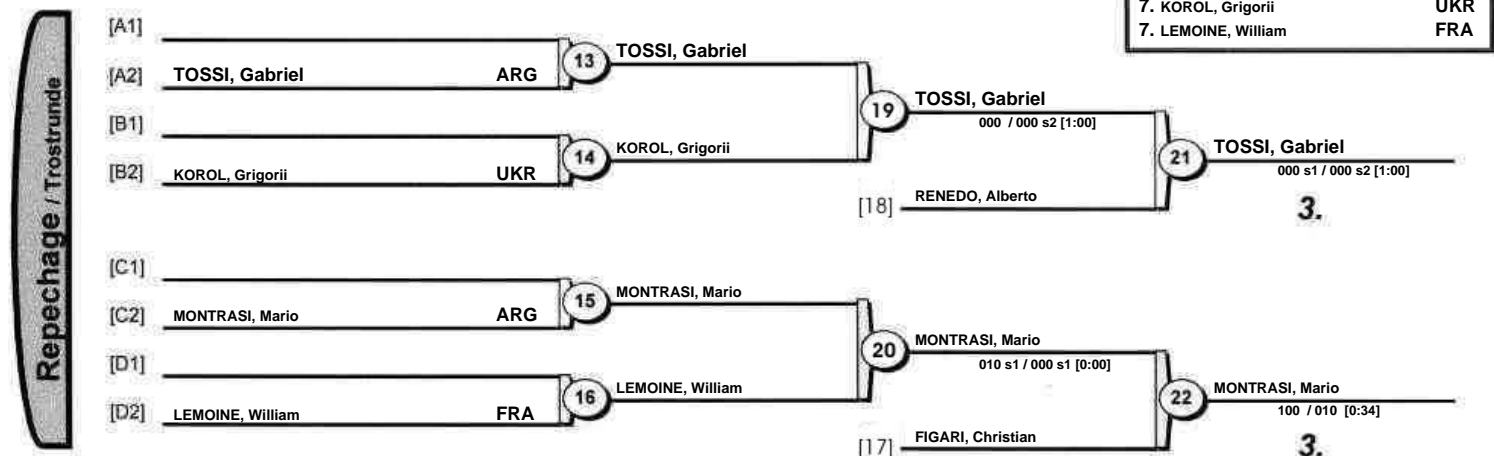 7. KOROL, Grigorii UKR
7. LEMOINE, William FRA
Repechage / Trostrunde
[A1]
13 TOSSI, Gabriel
[A2] TOSSI, Gabriel ARG
19 TOSSI, Gabriel
000 / 000 s2 [1:00]
[B1]
14 KOROL, Grigorii
[B2] KOROL, Grigorii UKR
21 TOSSI, Gabriel
000 s1 / 000 s2 [1:00]
[18] RENEDO, Alberto
3.
[C1]
15 MONTRASI, Mario
[C2] MONTRASI, Mario ARG
20 MONTRASI, Mario
010 s1 / 000 s1 [0:00]
[D1]
16 LEMOINE, William
[D2] LEMOINE, William FRA
22 MONTRASI, Mario
100 / 010 [0:34]
[17] FIGARI, Christian
3.